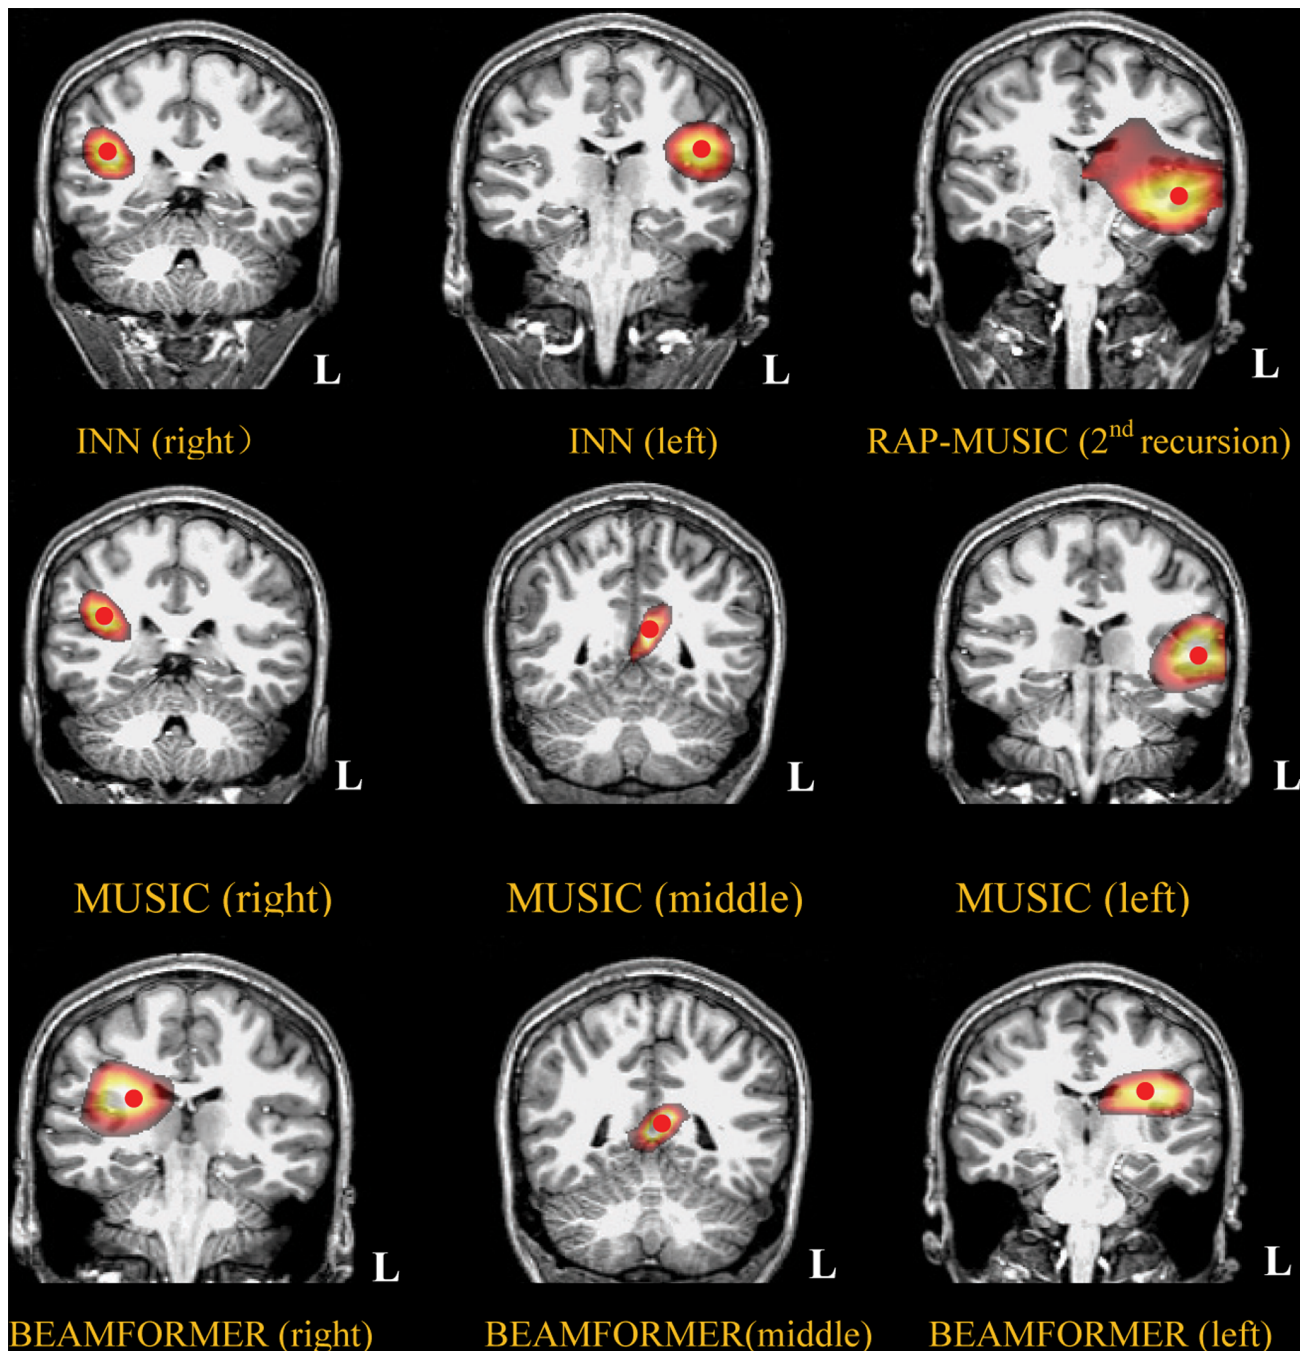 L L L
INN (right） INN (left) RAP-MUSIC (2nd recursion)
L L L
MUSIC (right) MUSIC (middle) MUSIC (left)
L L L
BEAMFORMER (right) BEAMFORMER(middle) BEAMFORMER (left)